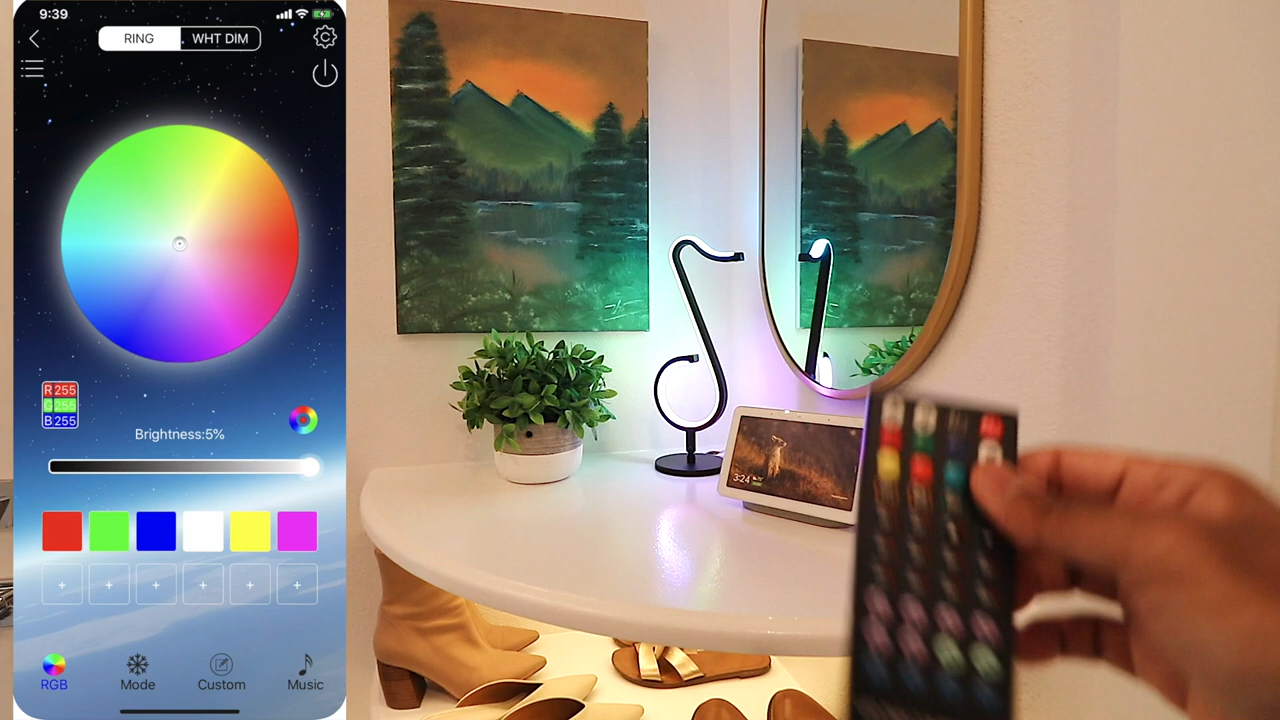 9:39
RING
WHT DIM
R 255
G 255
B 255
Brightness:5%
RGB
Mode
Custom
Music
3:24